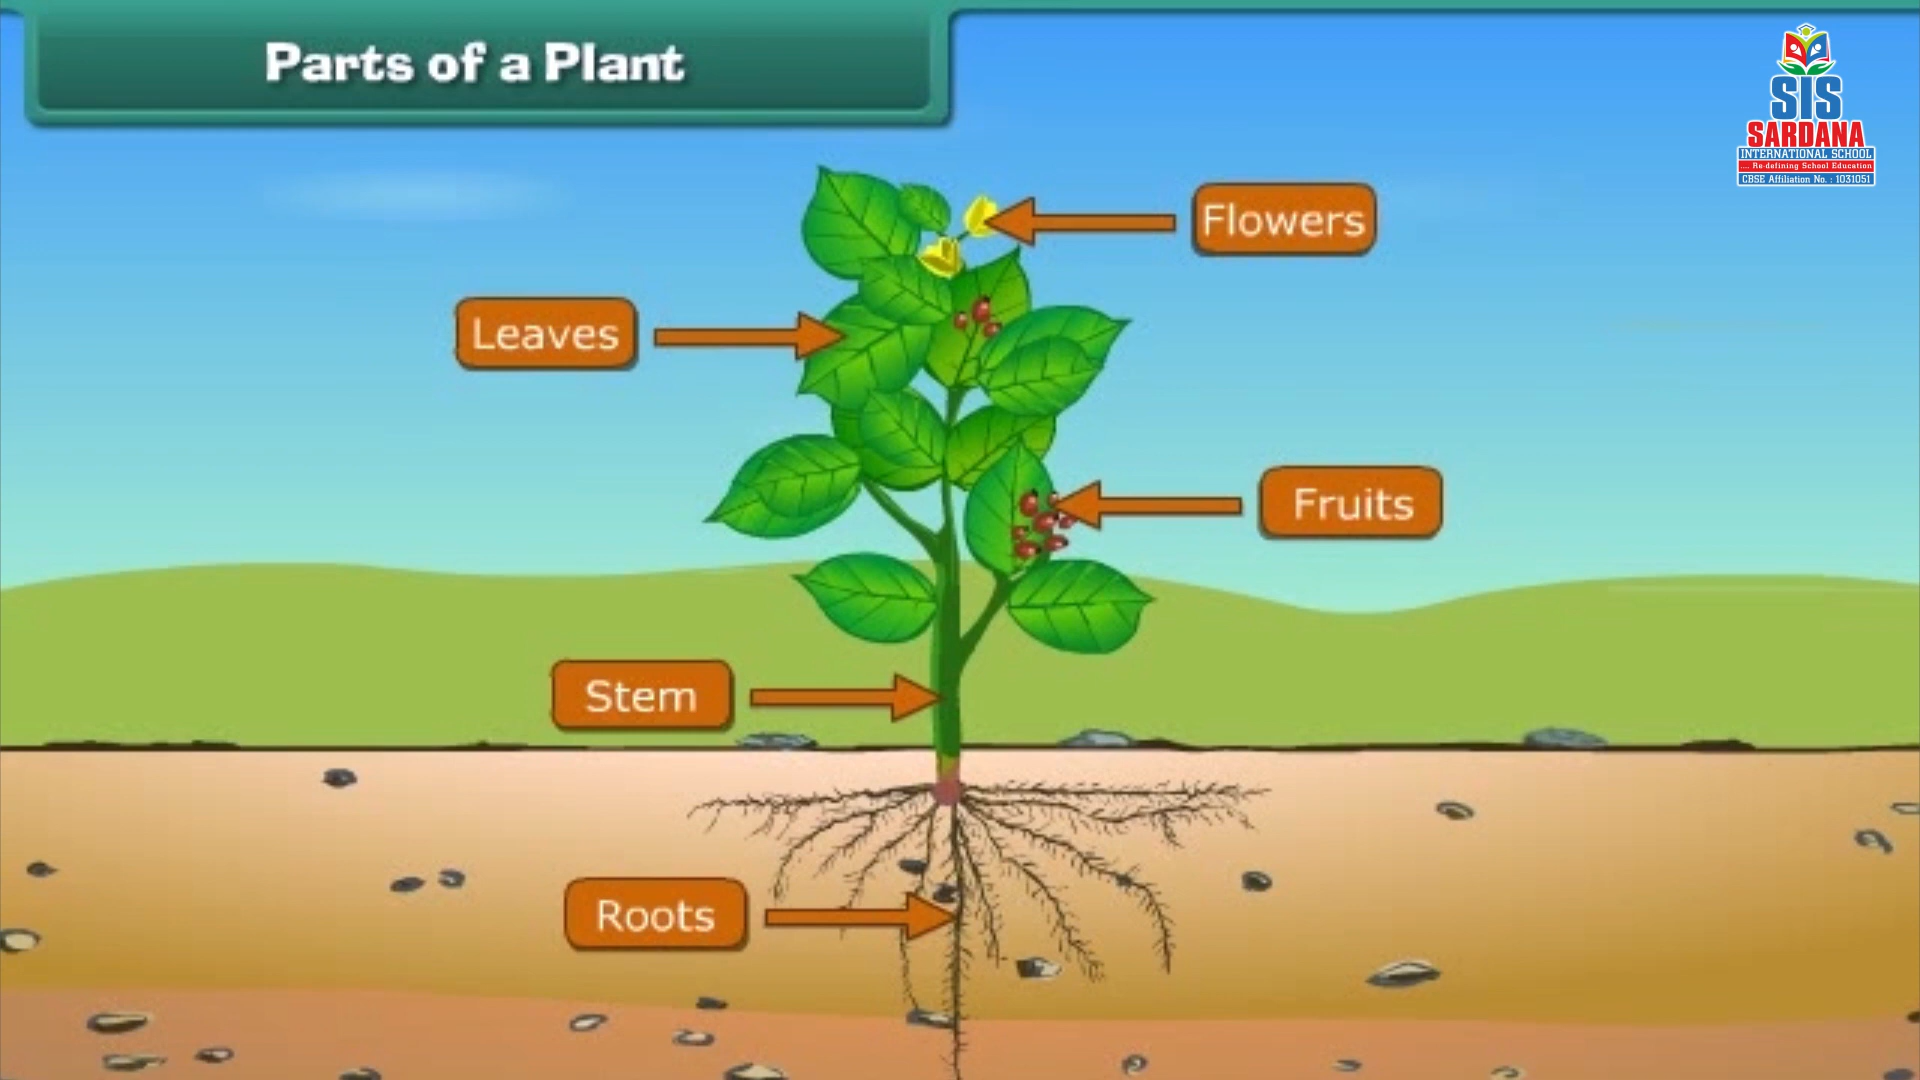 Parts of a Plant
SIS
SARDANA
INTERNATIONAL SCHOOL
.... Re-defining School Education
CBSE Affiliation No. : 1031051
Flowers
Leaves
Fruits
Stem
Roots